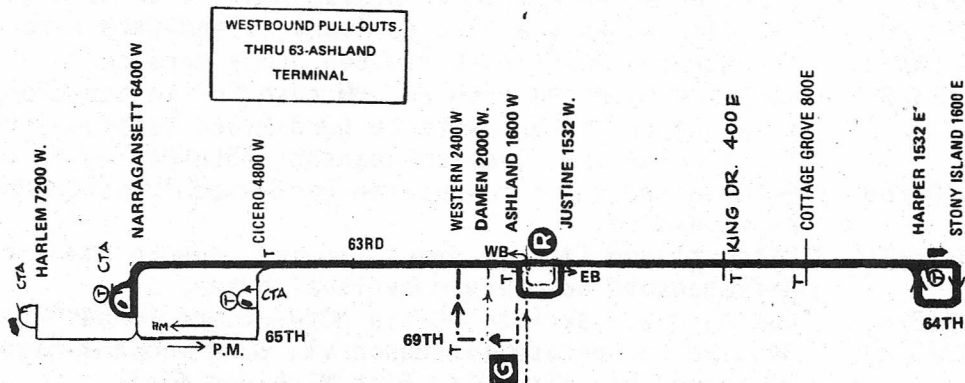 WESTBOUND PULL-OUTS
THRU 63-ASHLAND
TERMINAL
CTA
HARLEM 7200 W.
CTA
NARRAGANSETT 6400 W
CICERO 4800 W
WESTERN 2400 W
DAMEN 2000 W.
ASHLAND 1600 W
JUSTINE 1532 W.
KING DR. 400 E
COTTAGE GROVE 800E
HARPER 1532 E
STONY ISLAND 1600 E
T
63RD
WB
R
EB
T
T
T
CTA
T
T
AM
P.M.
65TH
69TH
T
G
T
64TH